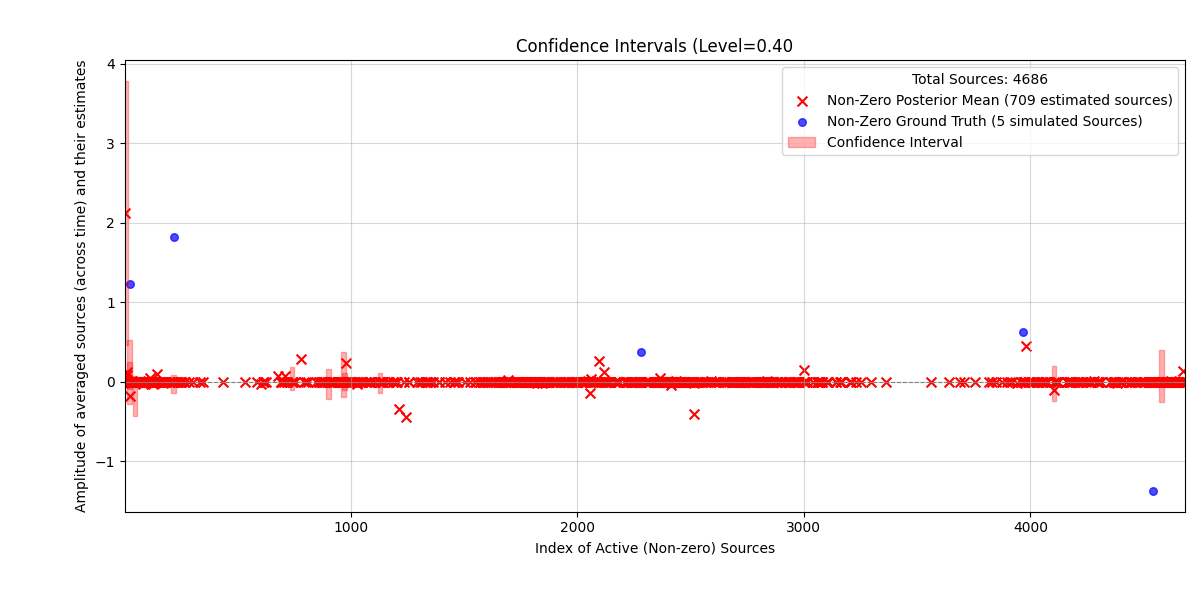 Confidence Intervals (Level=0.40
Amplitude of averaged sources (across time) and their estimates
4
3
2
1
0
−1
Total Sources: 4686
Non-Zero Posterior Mean (709 estimated sources)
Non-Zero Ground Truth (5 simulated Sources)
Confidence Interval
1000
2000
3000
4000
Index of Active (Non-zero) Sources